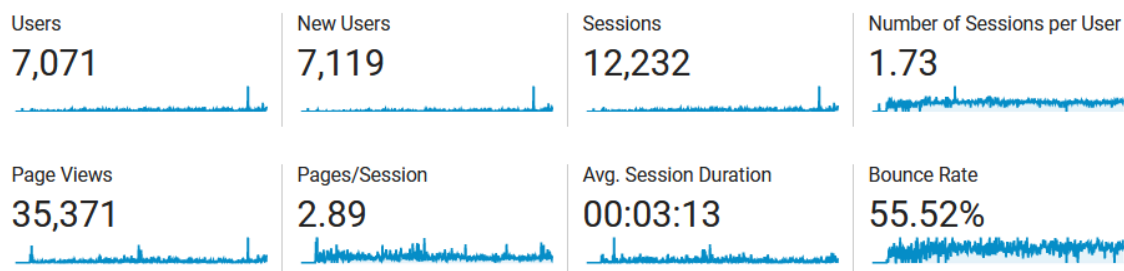 Users
7,071
New Users
7,119
Sessions
12,232
Number of Sessions per User
1.73
Page Views
35,371
Pages/Session
2.89
Avg. Session Duration
00:03:13
Bounce Rate
55.52%